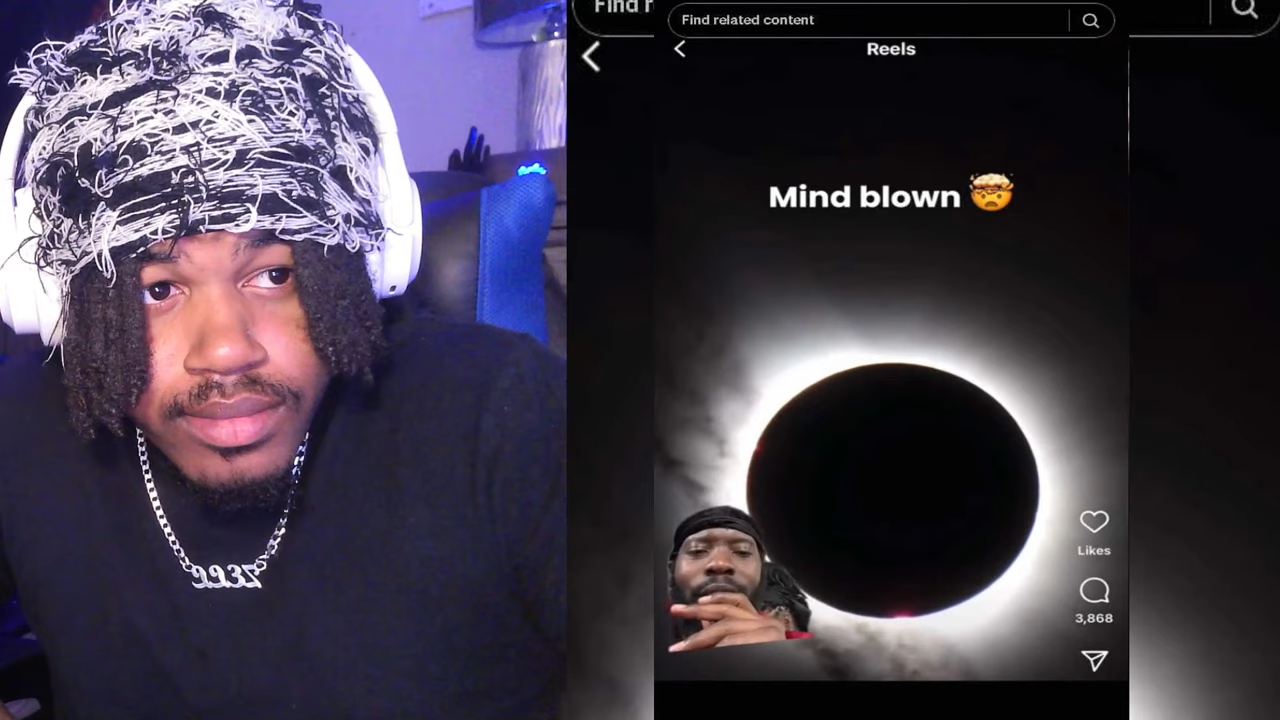 Find r
Find related content
Reels
Mind blown 🤯
Likes
3,868